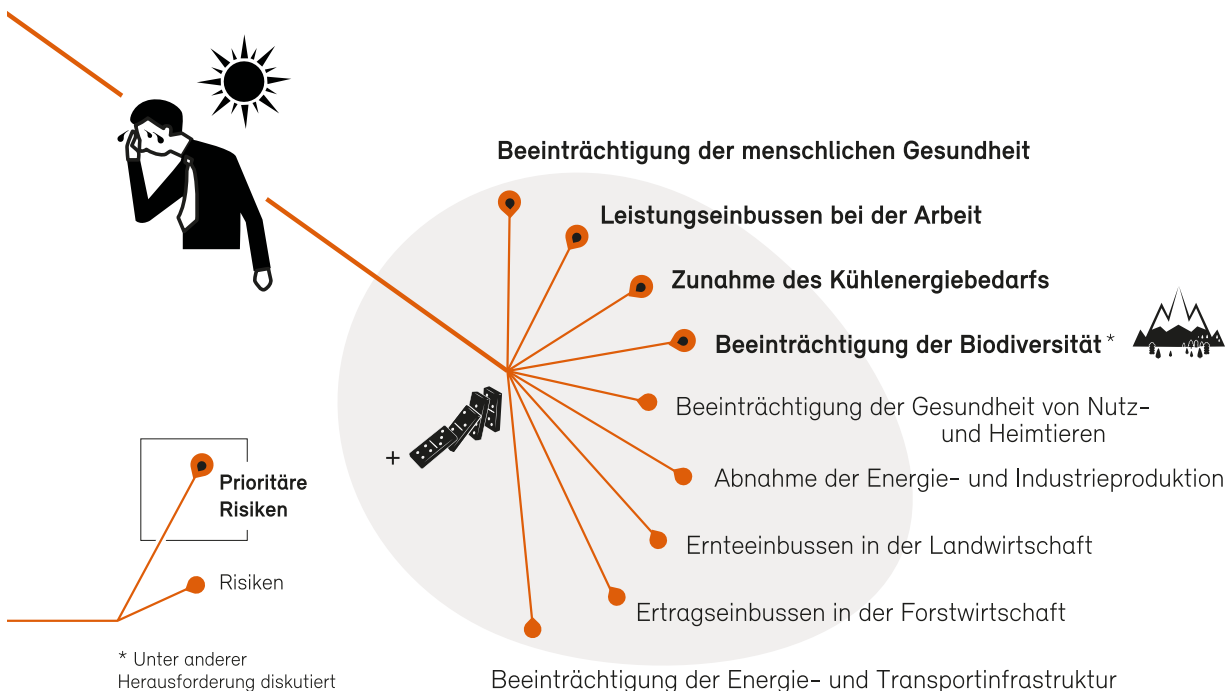 Beeinträchtigung der menschlichen Gesundheit
Leistungseinbussen bei der Arbeit
Zunahme des Kühlenergiebedarfs
Beeinträchtigung der Biodiversität *
Beeinträchtigung der Gesundheit von Nutz-
und Heimtieren
+
Abnahme der Energie- und Industrieproduktion
Ernteeinbussen in der Landwirtschaft
Ertragseinbussen in der Forstwirtschaft
Beeinträchtigung der Energie- und Transportinfrastruktur
Prioritäre
Risiken
Risiken
* Unter anderer
Herausforderung diskutiert